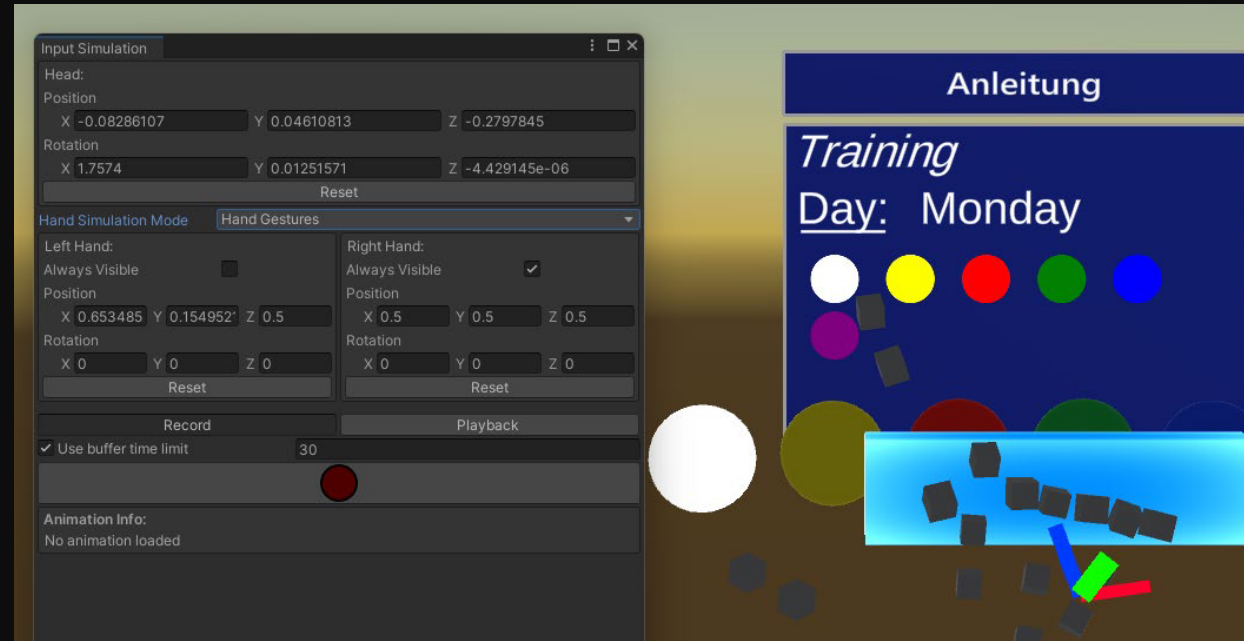 Input Simulation
Head:
Position
X -0.08286107 Y 0.04610813 Z -0.2797845
Rotation
X 1.7574 Y 0.01251571 Z -4.429145e-06
Reset
Hand Simulation Mode Hand Gestures
Left Hand:
Always Visible
Position
X 0.653485 Y 0.154952 Z 0.5
Rotation
X 0 Y 0 Z 0
Reset
Right Hand:
Always Visible
Position
X 0.5 Y 0.5 Z 0.5
Rotation
X 0 Y 0 Z 0
Reset
Record Playback
Use buffer time limit 30
Animation Info:
No animation loaded
Anleitung
Training
Day: Monday